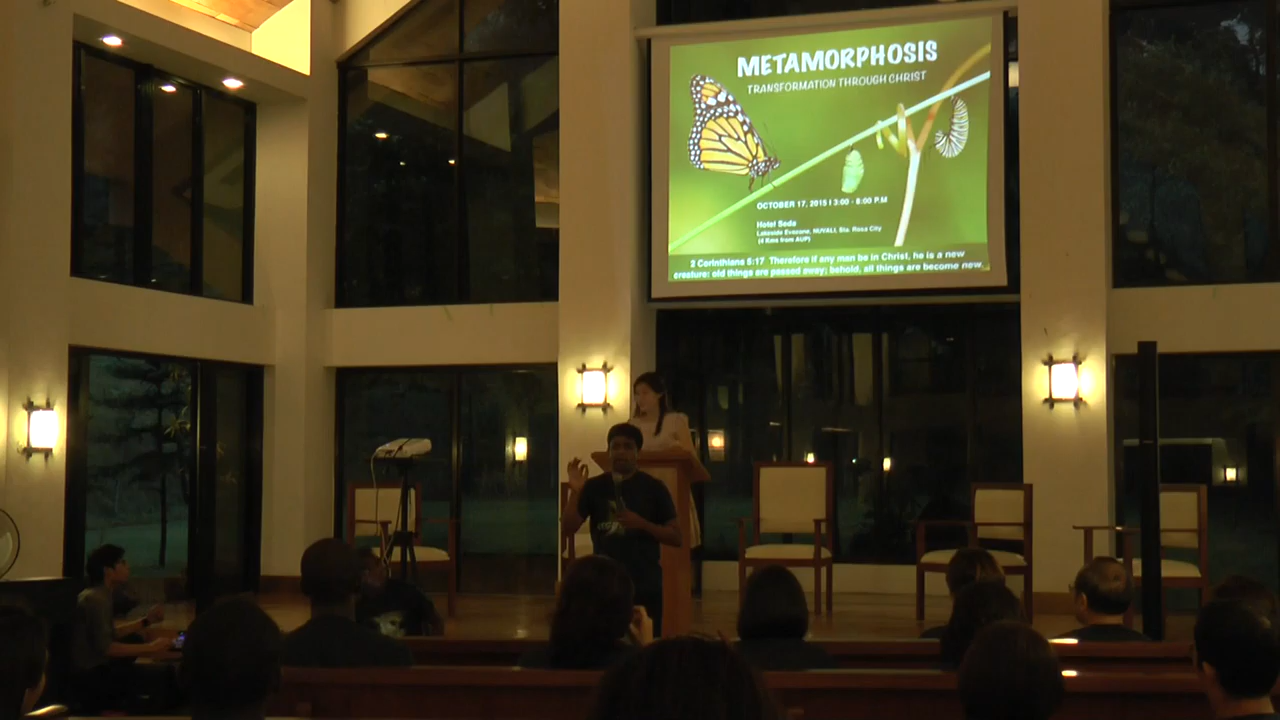 METAMORPHOSIS
TRANSFORMATION THROUGH CHRIST
OCTOBER 17, 2015 I 3:00 - 8:00 P.M
Hotel Seda
Lakeside Evozone, NUVALI, Sta. Rosa City
(4 Kms from AUP)
2 Corinthians 5:17 Therefore if any man be in Christ, he is a new
creature: old things are passed away; behold, all things are become new.